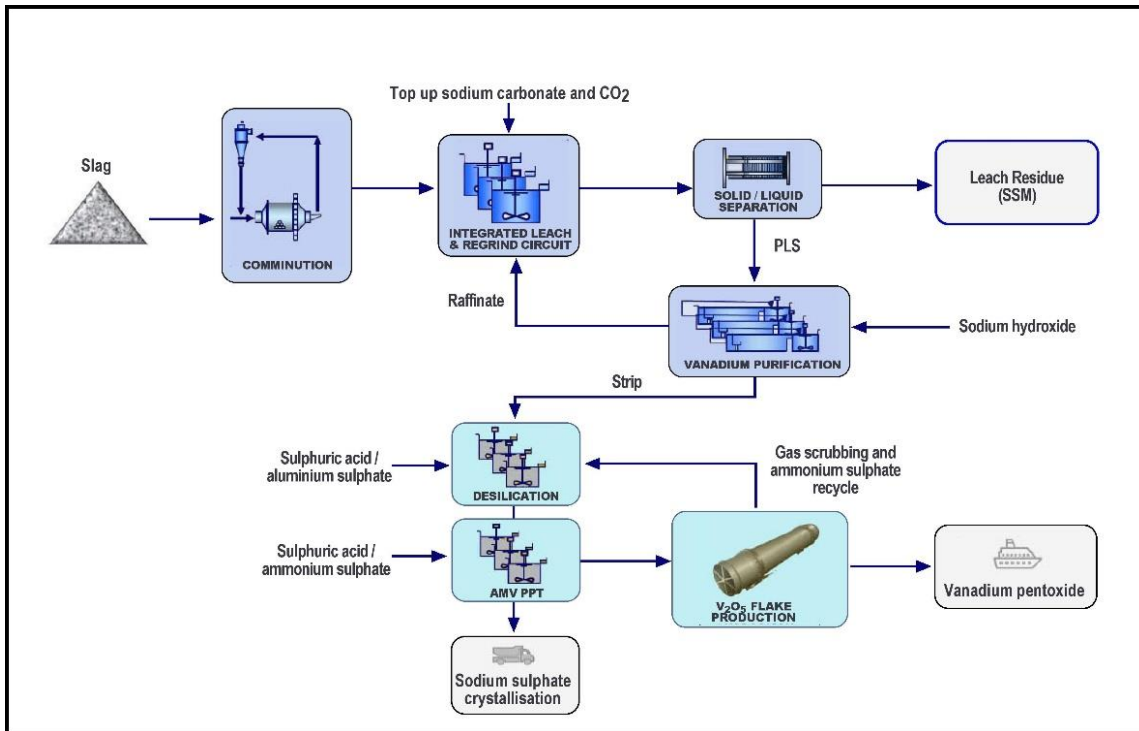 Top up sodium carbonate and CO₂
Slag
COMMINUTION
INTEGRATED LEACH
& REGRIND CIRCUIT
SOLID / LIQUID
SEPARATION
Leach Residue
(SSM)
PLS
Raffinate
VANADIUM PURIFICATION
Sodium hydroxide
Strip
Sulphuric acid /
aluminium sulphate
DESILICATION
Gas scrubbing and
ammonium sulphate
recycle
Sulphuric acid /
ammonium sulphate
AMV PPT
V₂O₅ FLAKE
PRODUCTION
Vanadium pentoxide
Sodium sulphate
crystallisation